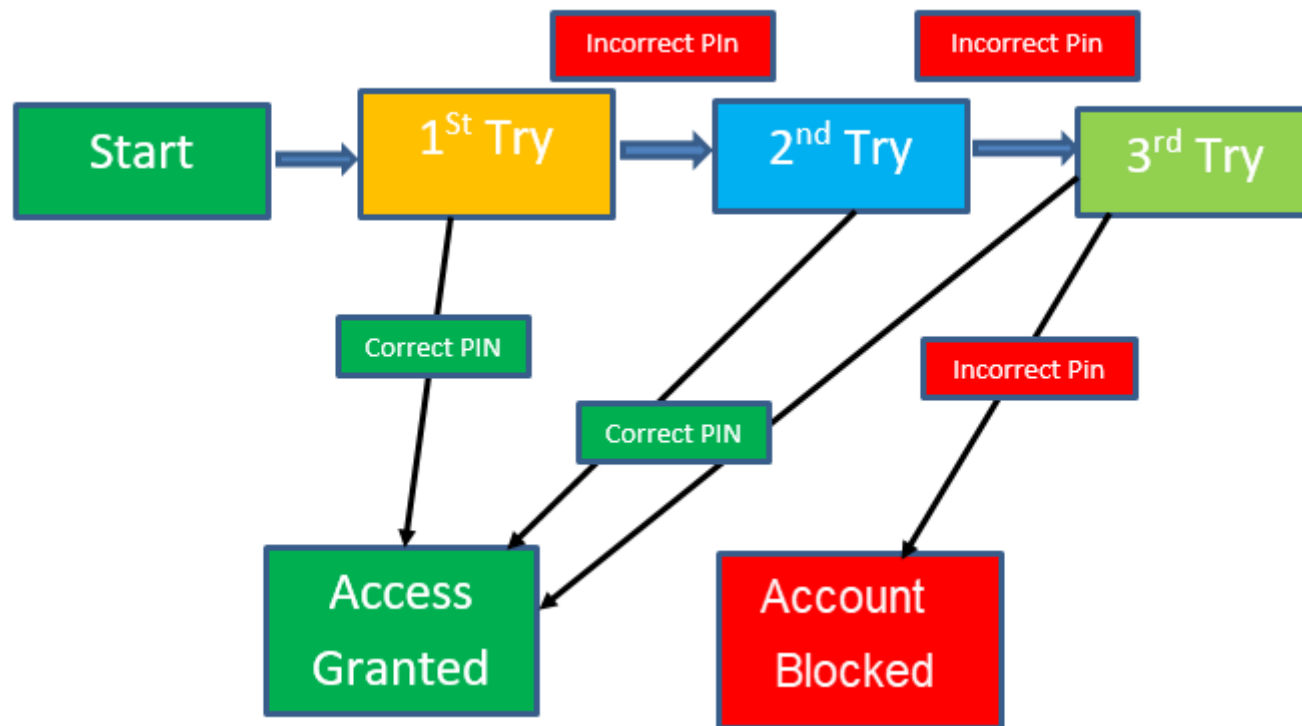 Incorrect PIn
Incorrect Pin
Start
1St Try
2nd Try
3rd Try
Correct PIN
Incorrect Pin
Correct PIN
Access
Granted
Account
Blocked